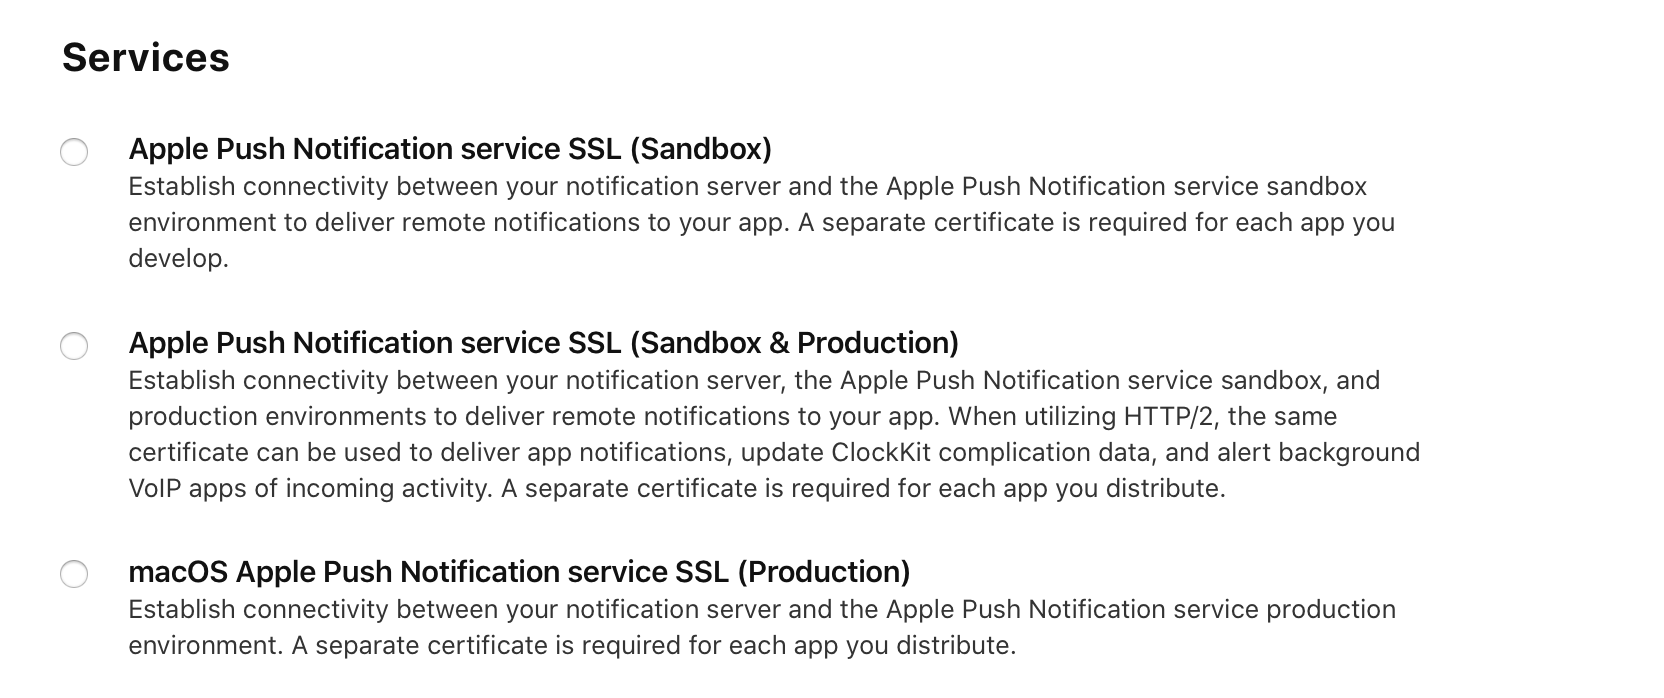 Services
Apple Push Notification service SSL (Sandbox)
Establish connectivity between your notification server and the Apple Push Notification service sandbox
environment to deliver remote notifications to your app. A separate certificate is required for each app you
develop.
Apple Push Notification service SSL (Sandbox & Production)
Establish connectivity between your notification server, the Apple Push Notification service sandbox, and
production environments to deliver remote notifications to your app. When utilizing HTTP/2, the same
certificate can be used to deliver app notifications, update ClockKit complication data, and alert background
VoIP apps of incoming activity. A separate certificate is required for each app you distribute.
macOS Apple Push Notification service SSL (Production)
Establish connectivity between your notification server and the Apple Push Notification service production
environment. A separate certificate is required for each app you distribute.